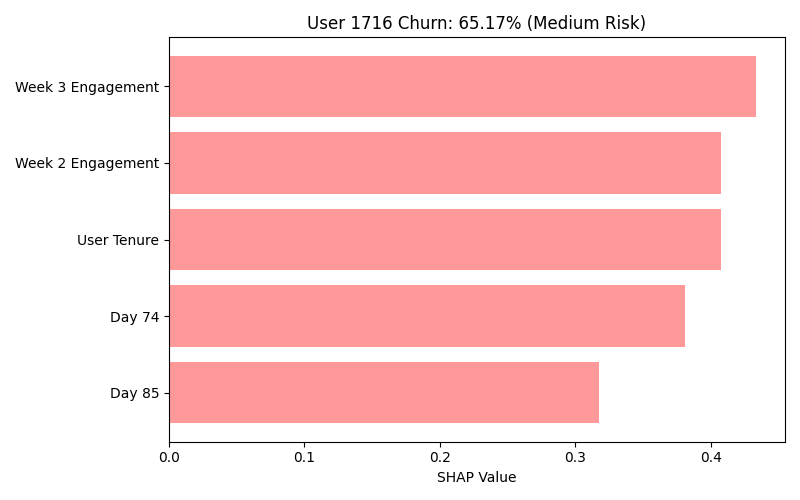 User 1716 Churn: 65.17% (Medium Risk)
Week 3 Engagement
Week 2 Engagement
User Tenure
Day 74
Day 85
0.0 0.1 0.2 0.3 0.4
SHAP Value